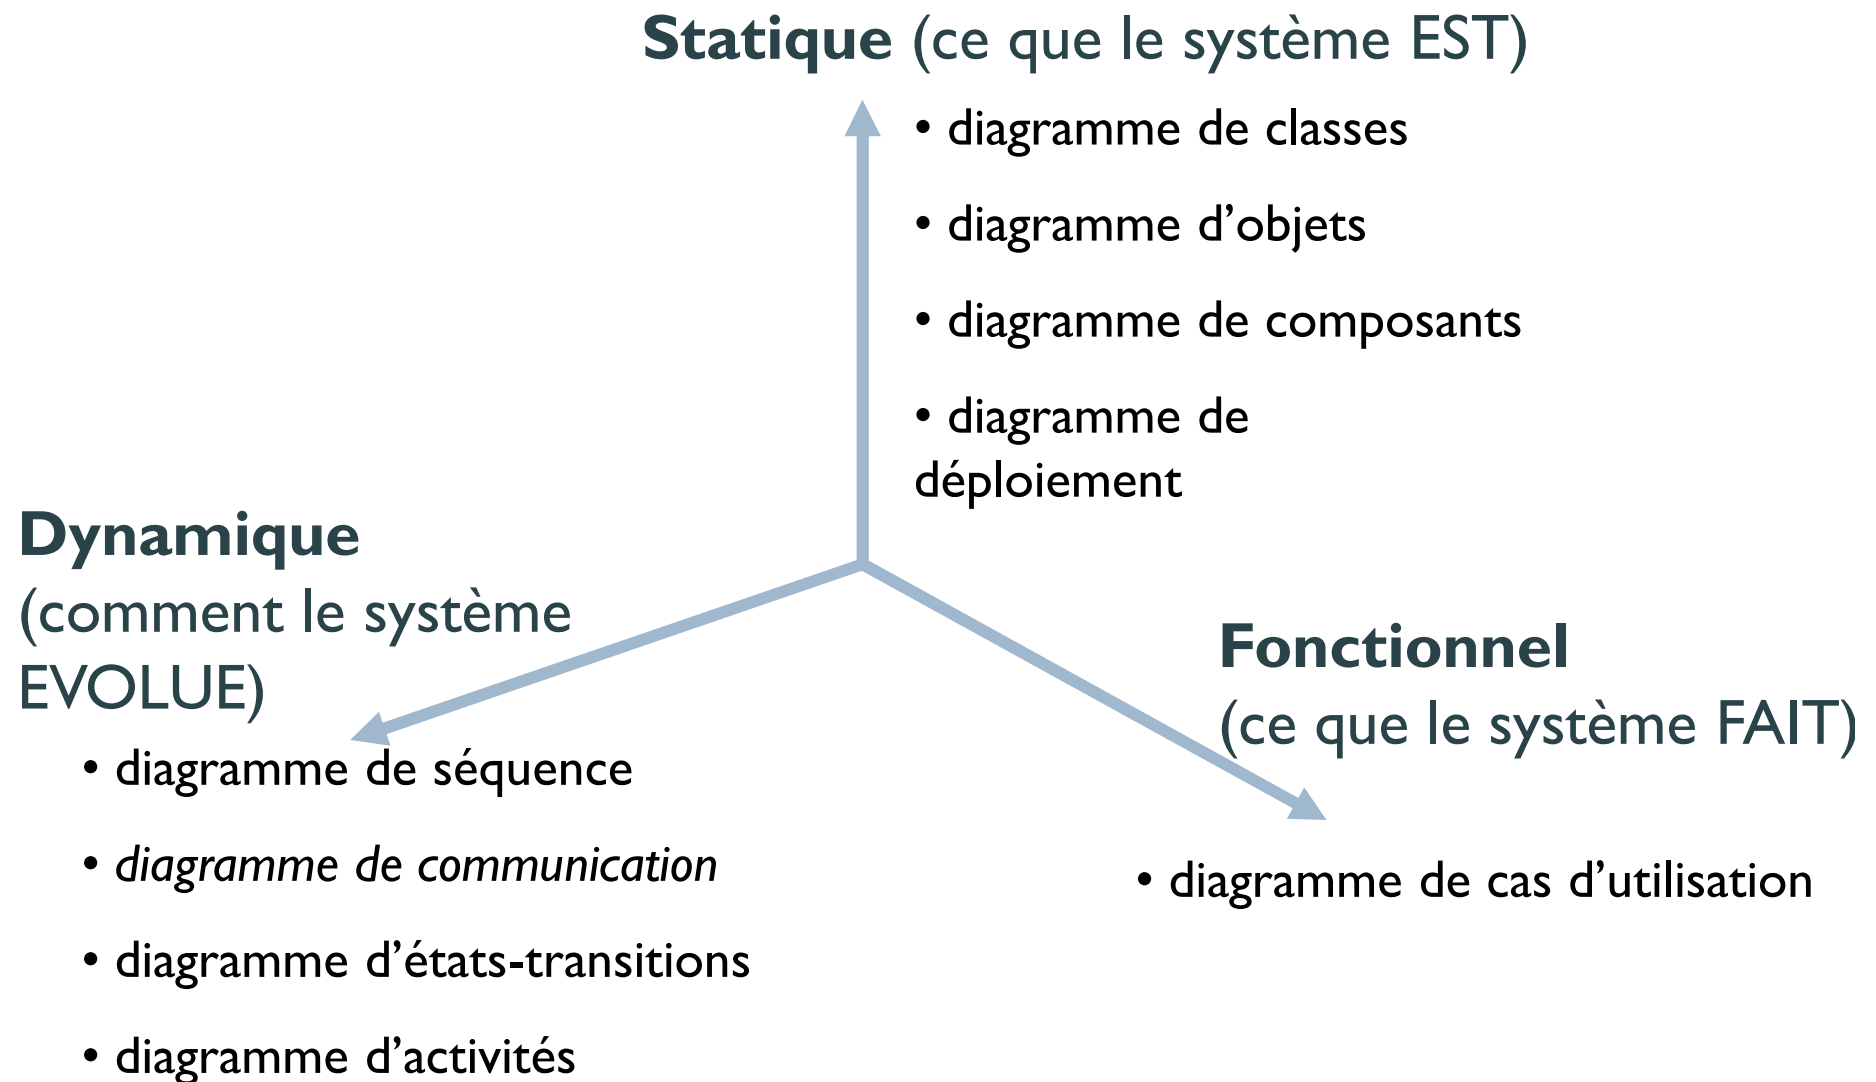 Statique (ce que le système EST)
• diagramme de classes
• diagramme d’objets
• diagramme de composants
• diagramme de
déploiement
Dynamique
(comment le système
EVOLUE)
• diagramme de séquence
• diagramme de communication
• diagramme d’états-transitions
• diagramme d’activités
Fonctionnel
(ce que le système FAIT)
• diagramme de cas d’utilisation